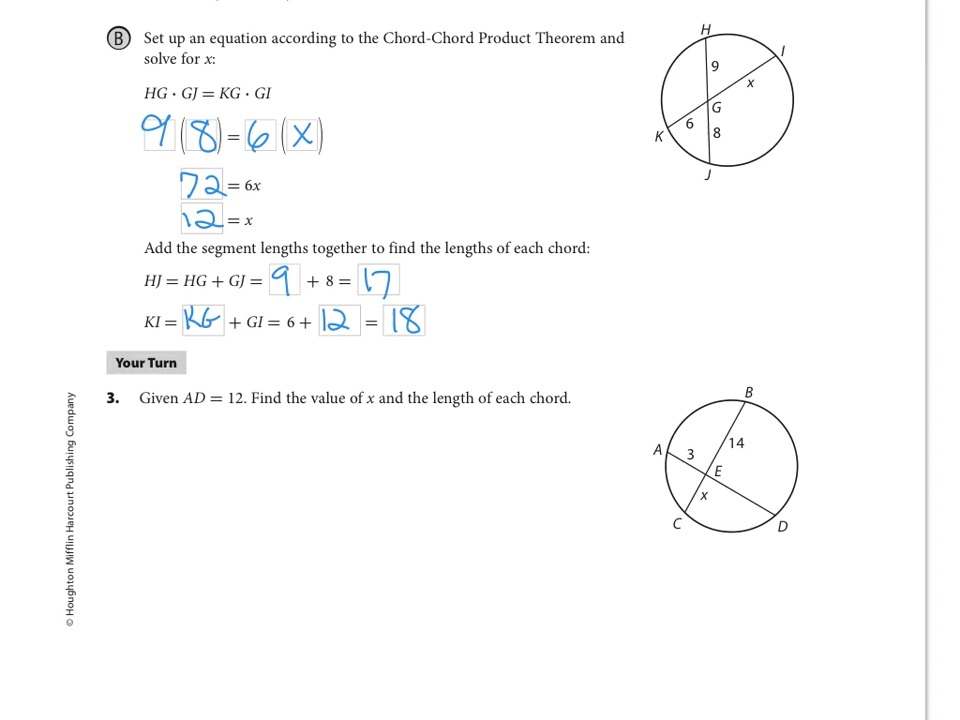 B Set up an equation according to the Chord-Chord Product Theorem and
solve for x:
HG · GJ = KG · GI
9 (8) = 6 (x)
72 = 6x
12 = x
Add the segment lengths together to find the lengths of each chord:
HJ = HG + GJ = 9 + 8 = 17
KI = KG + GI = 6 + 12 = 18
H
I
9
x
G
6
8
K
J
Your Turn
3. Given AD = 12. Find the value of x and the length of each chord.
B
14
A
3
E
x
C
D
© Houghton Mifflin Harcourt Publishing Company